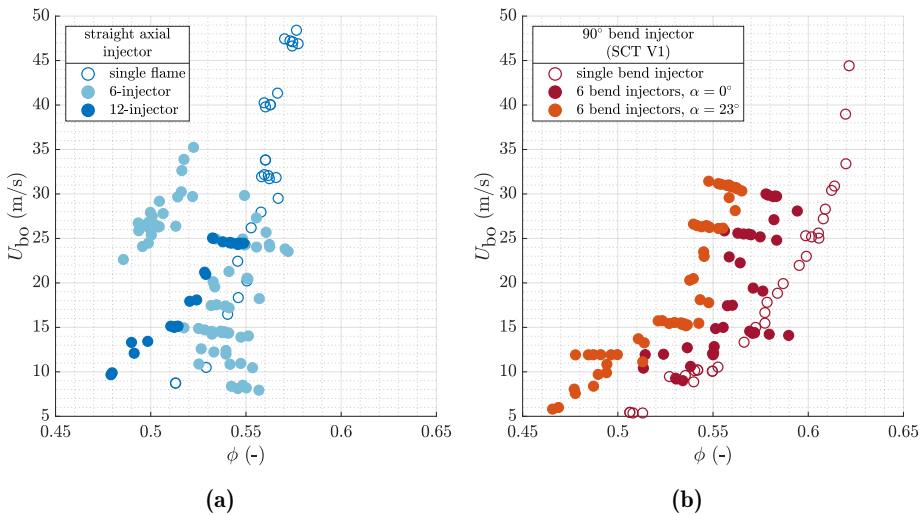 straight axial
injector
single flame
6-injector
12-injector
50
45
40
35
30
25
20
15
10
5
0.45
0.5
0.55
0.6
0.65
U_bo (m/s)
ϕ (-)
(a)
90° bend injector
(SCT V1)
single bend injector
6 bend injectors, α = 0°
6 bend injectors, α = 23°
50
45
40
35
30
25
20
15
10
5
0.45
0.5
0.55
0.6
0.65
U_bo (m/s)
ϕ (-)
(b)